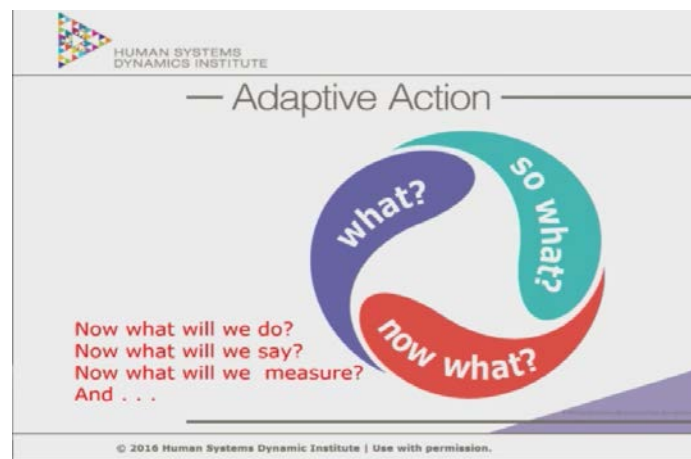 HUMAN SYSTEMS
DYNAMICS INSTITUTE
Adaptive Action
what?
so what?
now what?
Now what will we do?
Now what will we say?
Now what will we measure?
And . . .
© 2016 Human Systems Dynamic Institute | Use with permission.